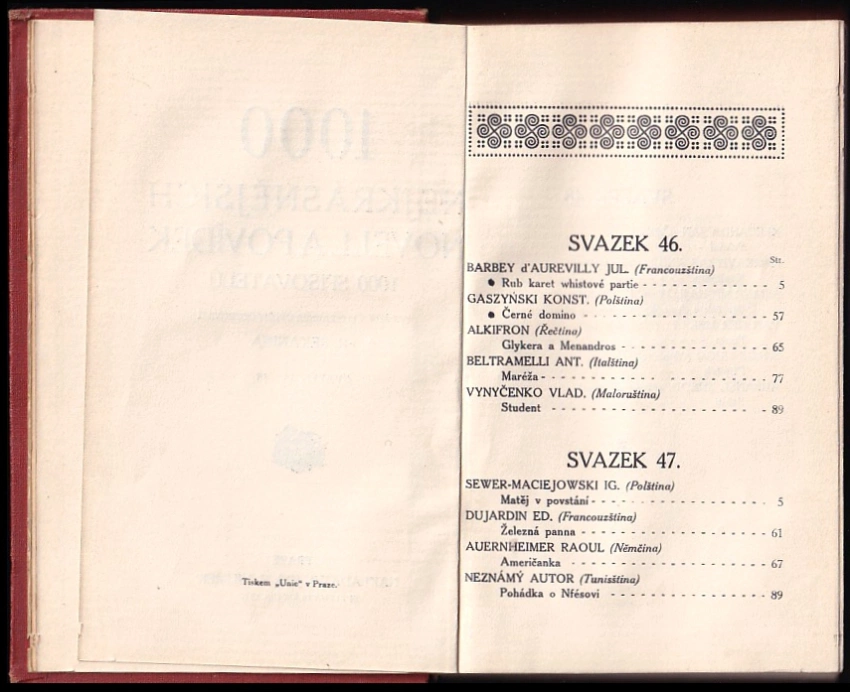 Tiskem „Unie“ v Praze.
SVAZEK 46.
Str.
BARBEY d'AUREVILLY JUL. (Francouzština)
• Rub karet whistové partie - - - - - - - - - - - - - - - 5
GASZYŃSKI KONST. (Polština)
• Černé domino - - - - - - - - - - - - - - - - - - - - - 57
ALKIFRON (Řečtina)
Glykera a Menandros - - - - - - - - - - - - - - - - - 65
BELTRAMELLI ANT. (Italština)
Maréža - - - - - - - - - - - - - - - - - - - - - - - - - 77
VYNYČENKO VLAD. (Maloruština)
Student - - - - - - - - - - - - - - - - - - - - - - - - - 89
SVAZEK 47.
SEWER-MACIEJOWSKI IG. (Polština)
Matěj v povstání - - - - - - - - - - - - - - - - - - - - 5
DUJARDIN ED. (Francouzština)
Železná panna - - - - - - - - - - - - - - - - - - - - - 61
AUERNHEIMER RAOUL (Němčina)
Američanka - - - - - - - - - - - - - - - - - - - - - - 67
NEZNÁMÝ AUTOR (Tunisština)
Pohádka o Nfésovi - - - - - - - - - - - - - - - - - - 89